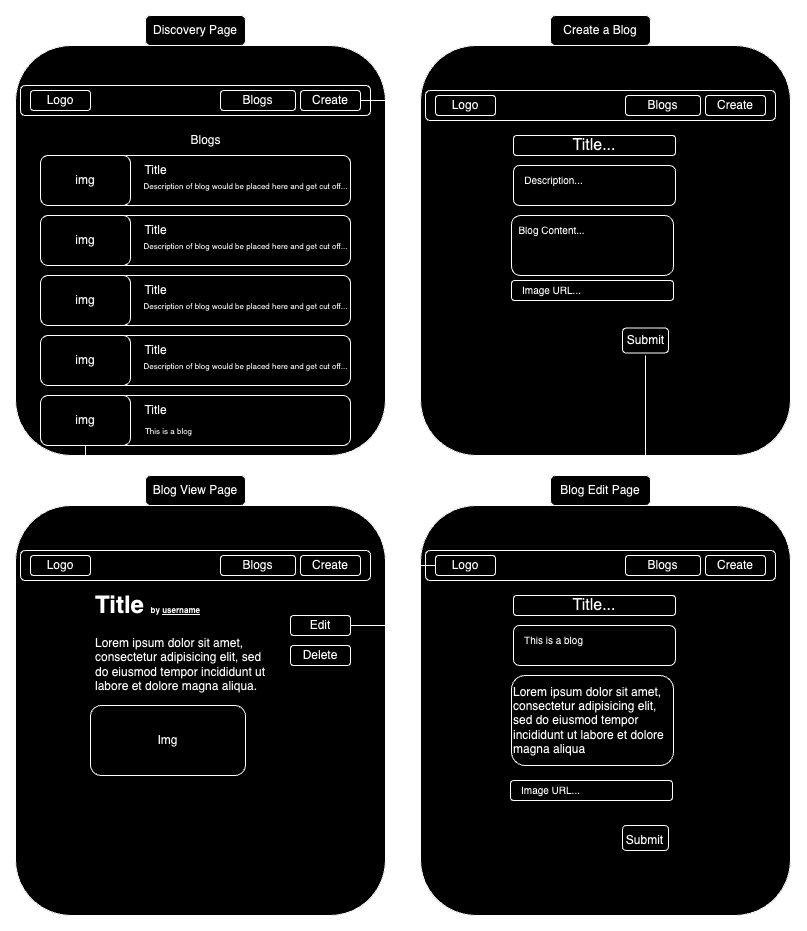 Discovery Page
Logo
Blogs
Create
Blogs
img
Title
Description of blog would be placed here and get cut off...
img
Title
Description of blog would be placed here and get cut off...
img
Title
Description of blog would be placed here and get cut off...
img
Title
Description of blog would be placed here and get cut off...
img
Title
This is a blog
Create a Blog
Logo
Blogs
Create
Title...
Description...
Blog Content...
Image URL...
Submit
Blog View Page
Logo
Blogs
Create
Title by username
Edit
Delete
Lorem ipsum dolor sit amet,
consectetur adipisicing elit, sed
do eiusmod tempor incididunt ut
labore et dolore magna aliqua.
Img
Blog Edit Page
Logo
Blogs
Create
Title...
This is a blog
Lorem ipsum dolor sit amet,
consectetur adipisicing elit,
sed do eiusmod tempor
incididunt ut labore et dolore
magna aliqua
Image URL...
Submit